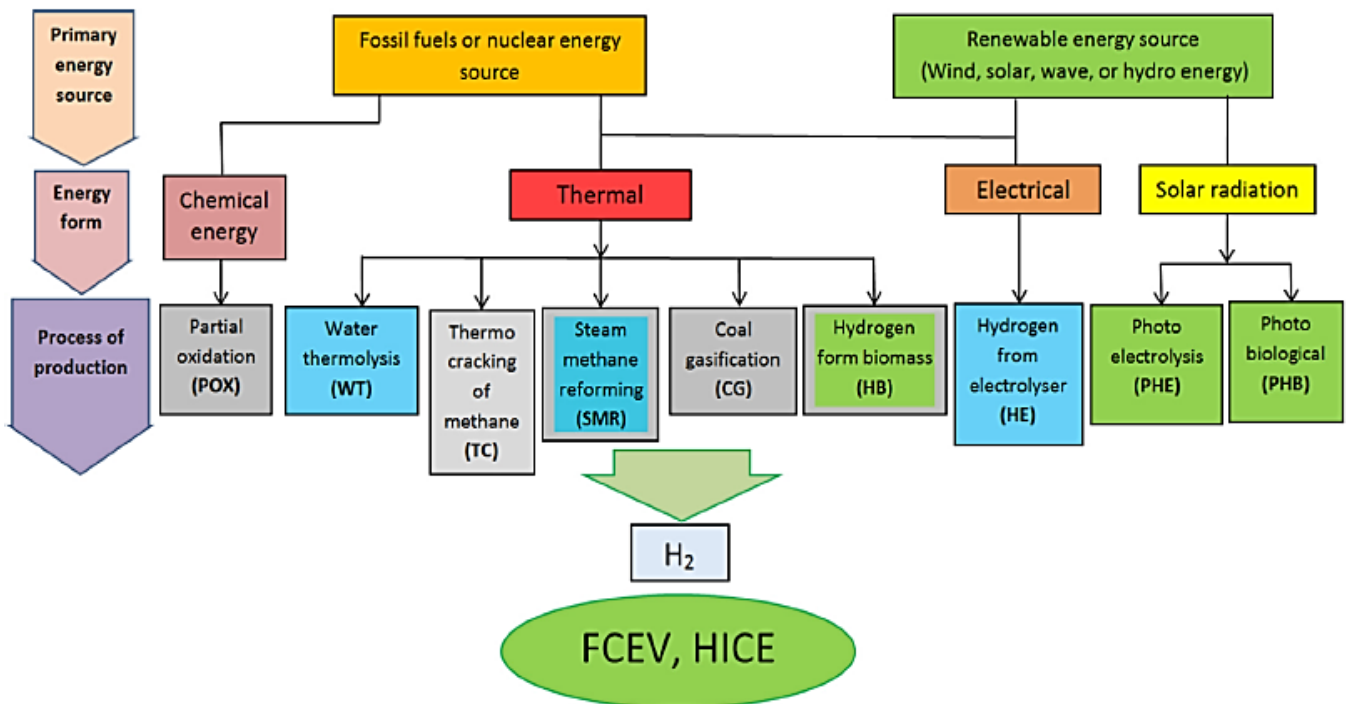 Primary
energy
source
Fossil fuels or nuclear energy
source
Renewable energy source
(Wind, solar, wave, or hydro energy)
Energy
form
Chemical
energy
Thermal
Electrical
Solar radiation
Process of
production
Partial
oxidation
(POX)
Water
thermolysis
(WT)
Thermo
cracking
of
methane
(TC)
Steam
methane
reforming
(SMR)
Coal
gasification
(CG)
Hydrogen
form biomass
(HB)
Hydrogen
from
electrolyser
(HE)
Photo
electrolysis
(PHE)
Photo
biological
(PHB)
H₂
FCEV, HICE